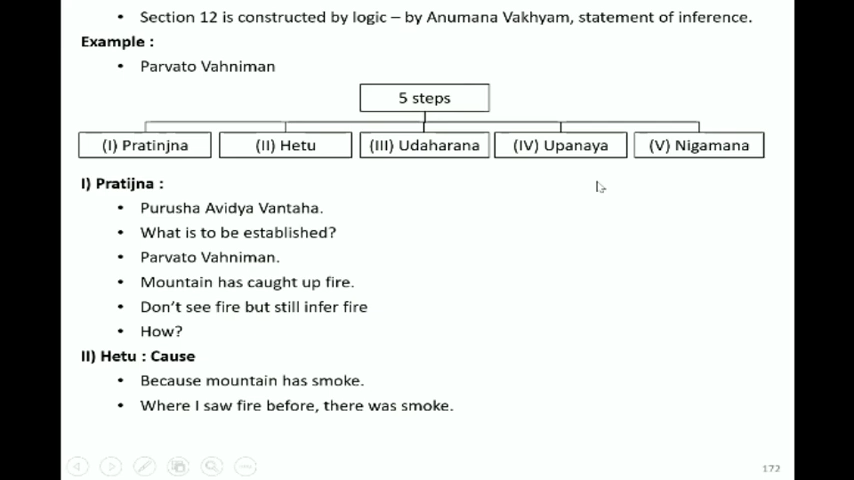 • Section 12 is constructed by logic – by Anumana Vakhyam, statement of inference.
Example :
• Parvato Vahniman
5 steps
(I) Pratinjna
(II) Hetu
(III) Udaharana
(IV) Upanaya
(V) Nigamana
I) Pratijna :
• Purusha Avidya Vantaha.
• What is to be established?
• Parvato Vahniman.
• Mountain has caught up fire.
• Don't see fire but still infer fire
• How?
II) Hetu : Cause
• Because mountain has smoke.
• Where I saw fire before, there was smoke.
172